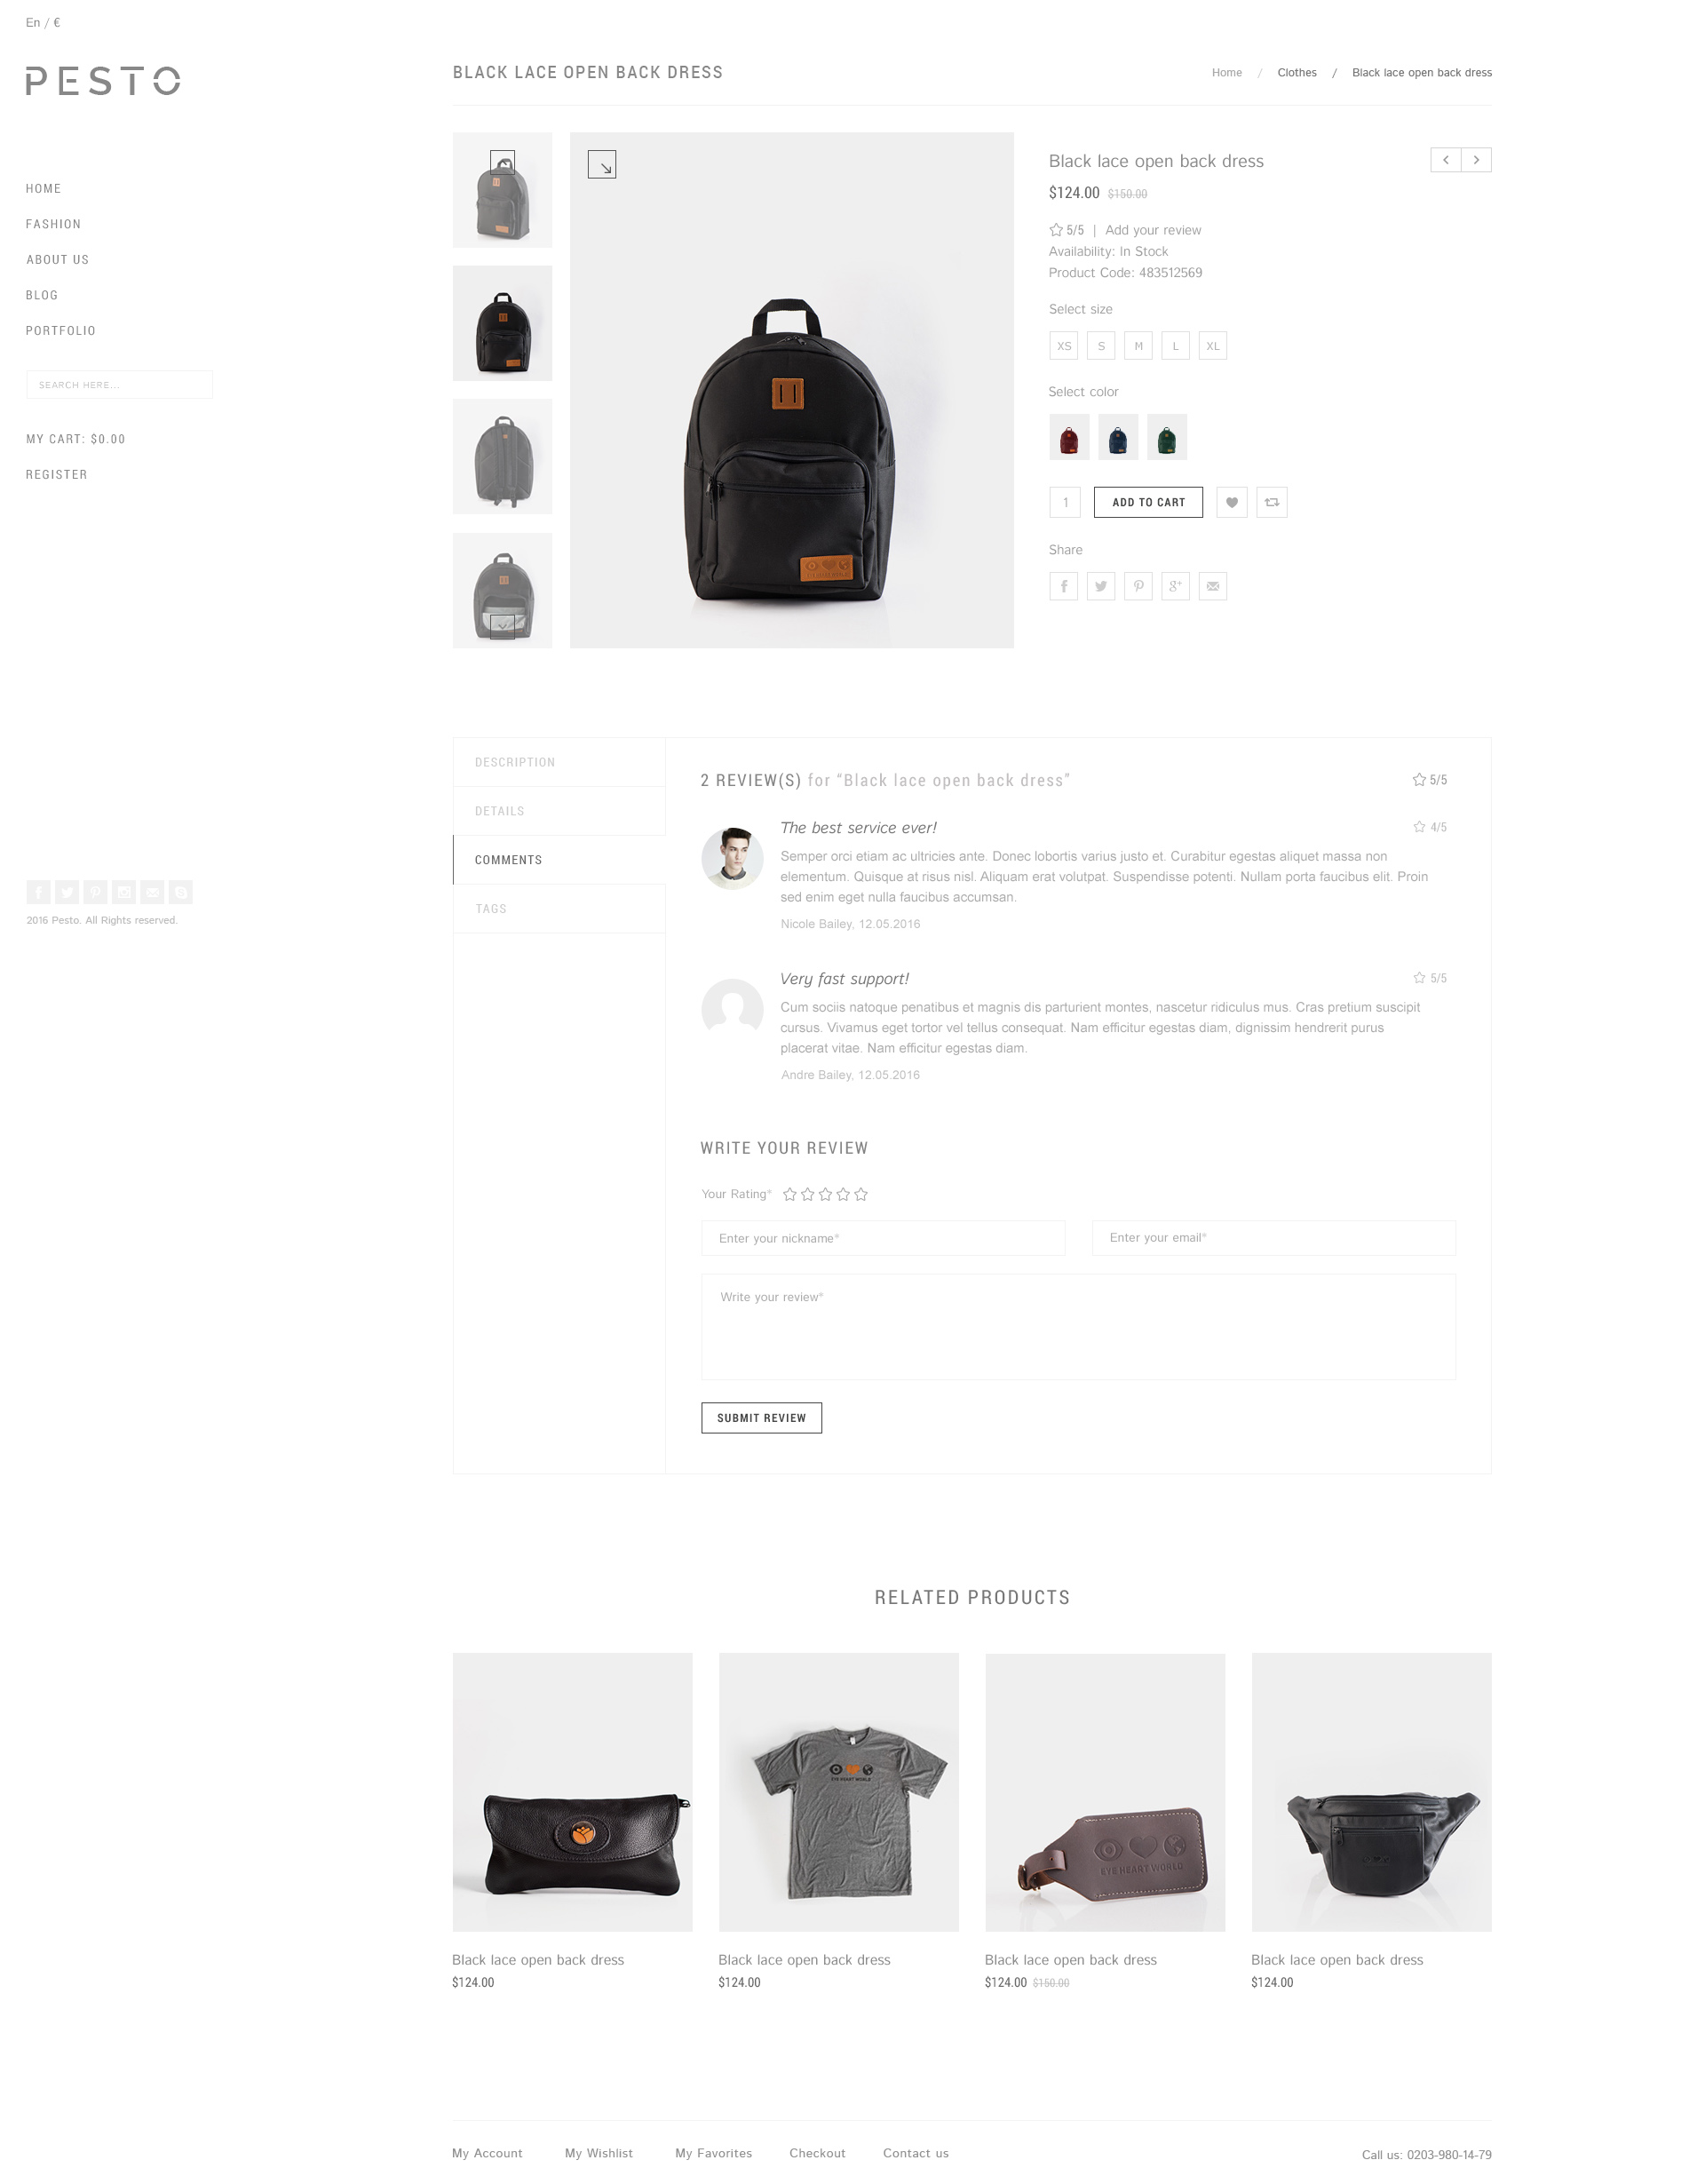 En / €
PESTO
HOME
FASHION
ABOUT US
BLOG
PORTFOLIO
SEARCH HERE...
MY CART: $0.00
REGISTER
2016 Pesto. All Rights reserved.
BLACK LACE OPEN BACK DRESS
Home / Clothes / Black lace open back dress
Black lace open back dress
$124.00 $150.00
5/5 | Add your review
Availability: In Stock
Product Code: 483512569
Select size
XS S M L XL
Select color
1 ADD TO CART
Share
DESCRIPTION
DETAILS
COMMENTS
TAGS
2 REVIEW(S) for “Black lace open back dress” 5/5
The best service ever! 4/5
Semper orci etiam ac ultricies ante. Donec lobortis varius justo et. Curabitur egestas aliquet massa non
elementum. Quisque at risus nisl. Aliquam erat volutpat. Suspendisse potenti. Nullam porta faucibus elit. Proin
sed enim eget nulla faucibus accumsan.
Nicole Bailey, 12.05.2016
Very fast support! 5/5
Cum sociis natoque penatibus et magnis dis parturient montes, nascetur ridiculus mus. Cras pretium suscipit
cursus. Vivamus eget tortor vel tellus consequat. Nam efficitur egestas diam, dignissim hendrerit purus
placerat vitae. Nam efficitur egestas diam.
Andre Bailey, 12.05.2016
WRITE YOUR REVIEW
Your Rating*
Enter your nickname* Enter your email*
Write your review*
SUBMIT REVIEW
RELATED PRODUCTS
EYE HEART WORLD
EYE HEART WORLD
Black lace open back dress
$124.00
Black lace open back dress
$124.00
Black lace open back dress
$124.00 $150.00
Black lace open back dress
$124.00
My Account My Wishlist My Favorites Checkout Contact us Call us: 0203-980-14-79